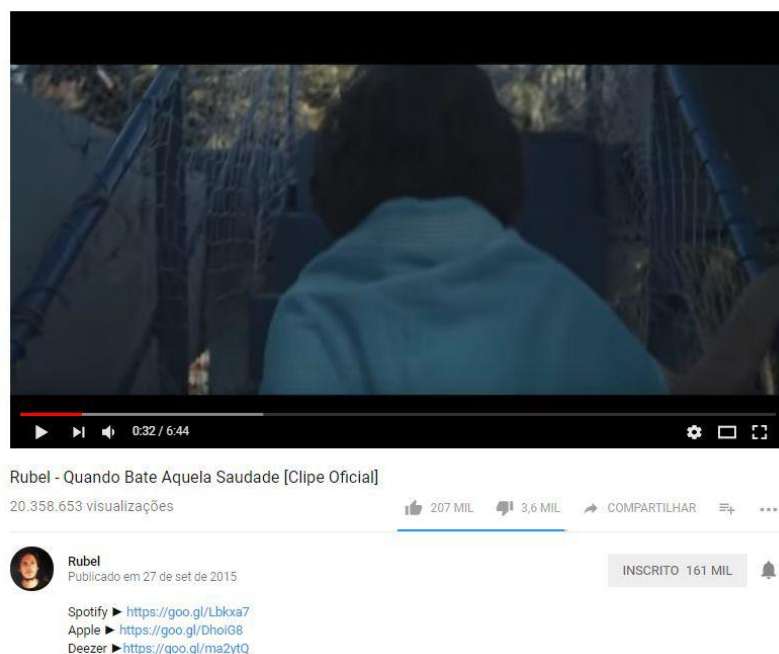 0:32 / 6:44
Rubel - Quando Bate Aquela Saudade [Clipe Oficial]
20.358.653 visualizações
207 MIL 3,6 MIL COMPARTILHAR
Rubel
Publicado em 27 de set de 2015
INSCRITO 161 MIL
Spotify ► https://goo.gl/Lbkxa7
Apple ► https://goo.gl/DhoiG8
Deezer ►https://goo.gl/ma2ytQ